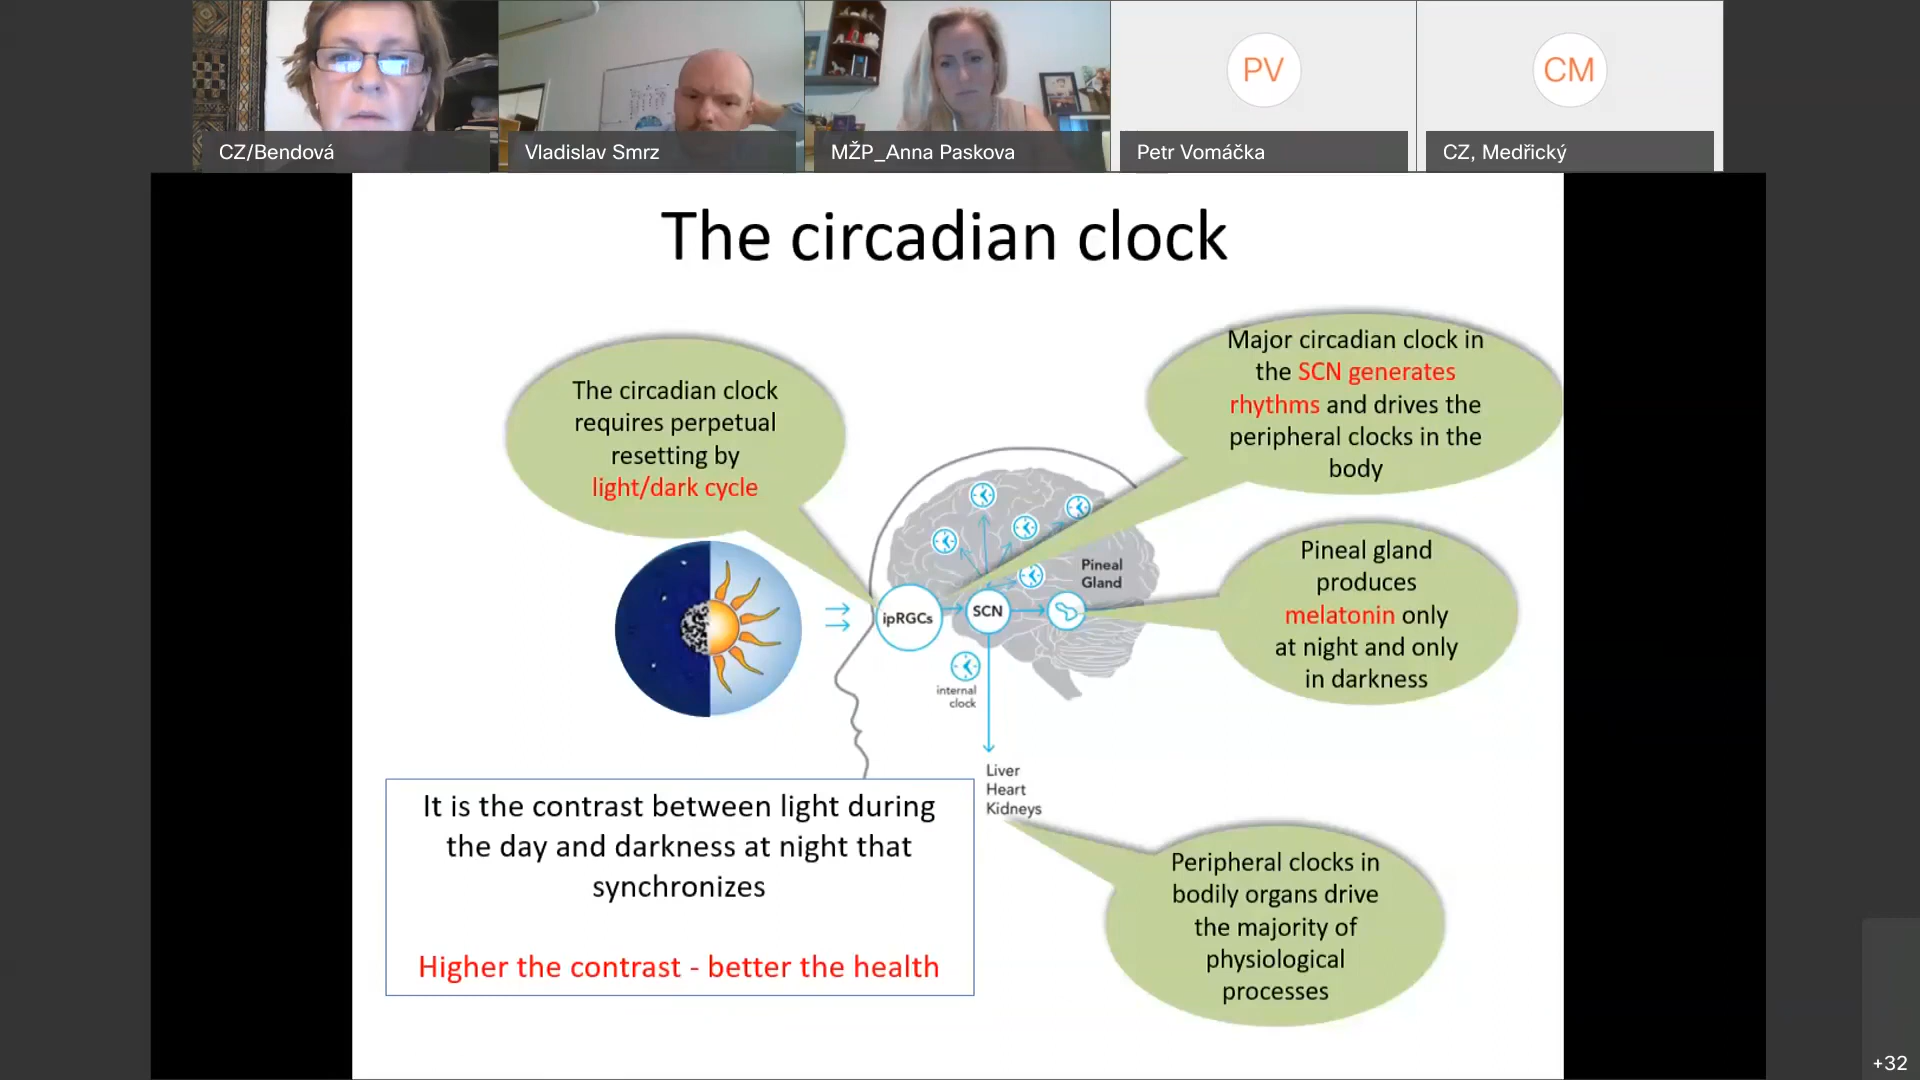 PV
CM
CZ/Bendová
Vladislav Smrz
MŽP_Anna Paskova
Petr Vomáčka
CZ, Medřický
The circadian clock
The circadian clock
requires perpetual
resetting by
light/dark cycle
Major circadian clock in
the SCN generates
rhythms and drives the
peripheral clocks in the
body
Pineal
Gland
ipRGCs
SCN
internal
clock
Pineal gland
produces
melatonin only
at night and only
in darkness
Liver
Heart
Kidneys
It is the contrast between light during
the day and darkness at night that
synchronizes
Higher the contrast - better the health
Peripheral clocks in
bodily organs drive
the majority of
physiological
processes
+32